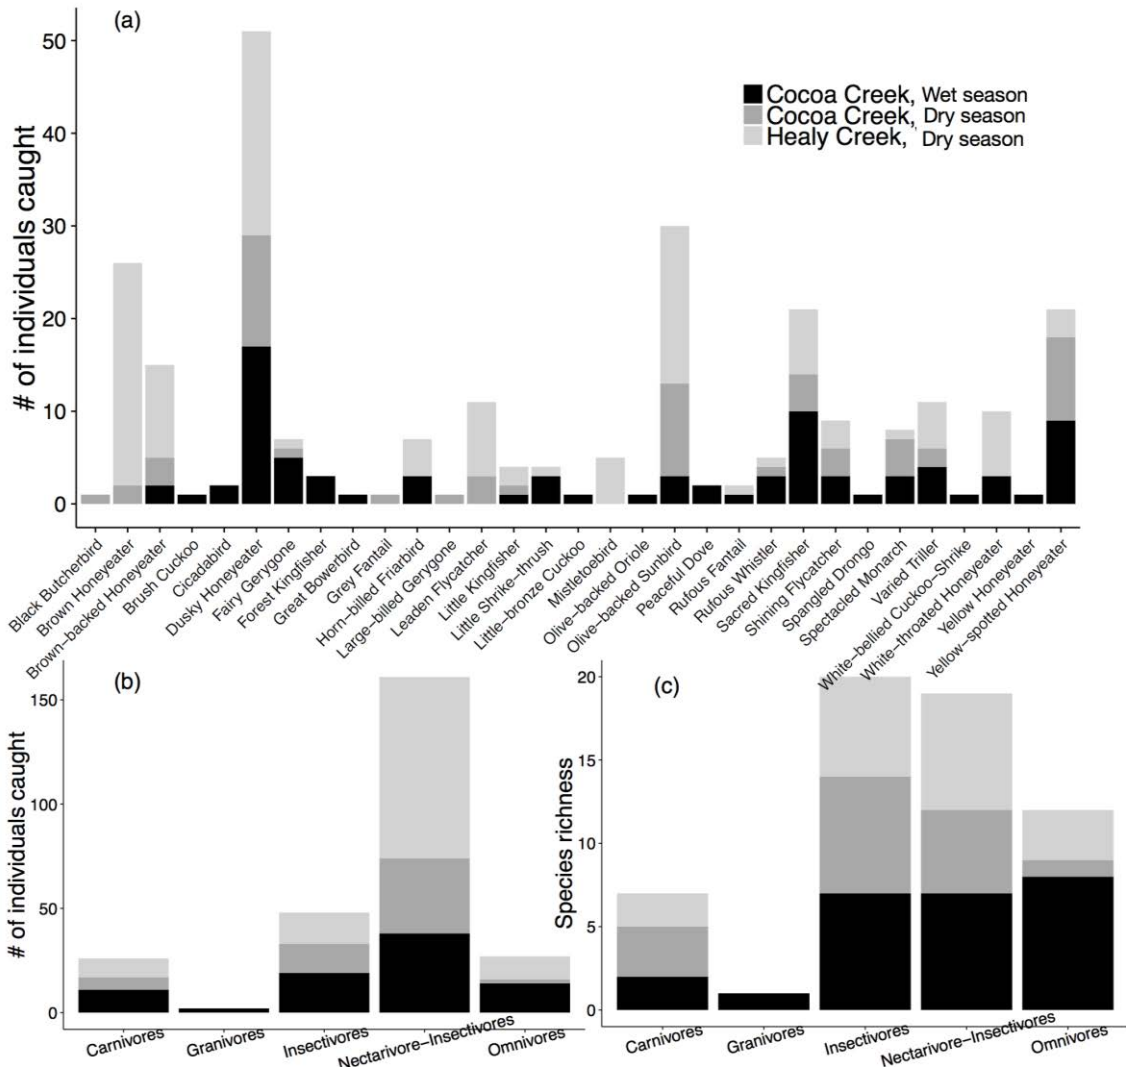 (a)
# of individuals caught
50
40
30
20
10
0
Cocoa Creek, Wet season
Cocoa Creek, Dry season
Healy Creek, Dry season
Black Butcherbird
Brown Honeyeater
Brown−backed Honeyeater
Brush Cuckoo
Cicadabird
Dusky Honeyeater
Fairy Gerygone
Forest Kingfisher
Great Bowerbird
Grey Fantail
Horn−billed Friarbird
Large−billed Gerygone
Leaden Flycatcher
Little Kingfisher
Little Shrike−thrush
Little−bronze Cuckoo
Mistletoebird
Olive−backed Oriole
Olive−backed Sunbird
Peaceful Dove
Rufous Fantail
Rufous Whistler
Sacred Kingfisher
Shining Flycatcher
Spangled Drongo
Spectacled Monarch
Varied Triller
White−bellied Cuckoo−Shrike
White−throated Honeyeater
Yellow Honeyeater
Yellow−spotted Honeyeater
(b)
# of individuals caught
150
100
50
0
Carnivores
Granivores
Insectivores
Nectarivore−Insectivores
Omnivores
(c)
Species richness
20
15
10
5
0
Carnivores
Granivores
Insectivores
Nectarivore−Insectivores
Omnivores